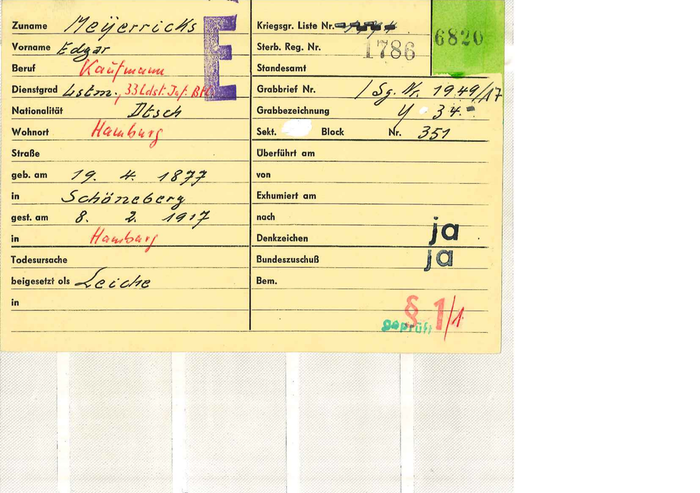 Zuname Meÿerricks
Vorname Edgar
Beruf Kaufmann
Dienstgrad Lstm., 33 Ldst. Inf. Btl.
Nationalität Dtsch
Wohnort Hamburg
Straße
geb. am 19. 4. 1877
in Schöneberg
gest. am 8. 2. 1917
in Hamburg
Todesursache
beigesetzt als Leiche
in
E
Kriegsgr. Liste Nr.
Sterb. Reg. Nr. 1786
6820
Standesamt
Grabbrief Nr. / Sg. Nr. 1949/17
Grabbezeichnung Y 34
Sekt. Block Nr. 351
Überführt am
von
Exhumiert am
nach
Denkzeichen ja
Bundeszuschuß ja
Bem.
§ 1/1
geprüft